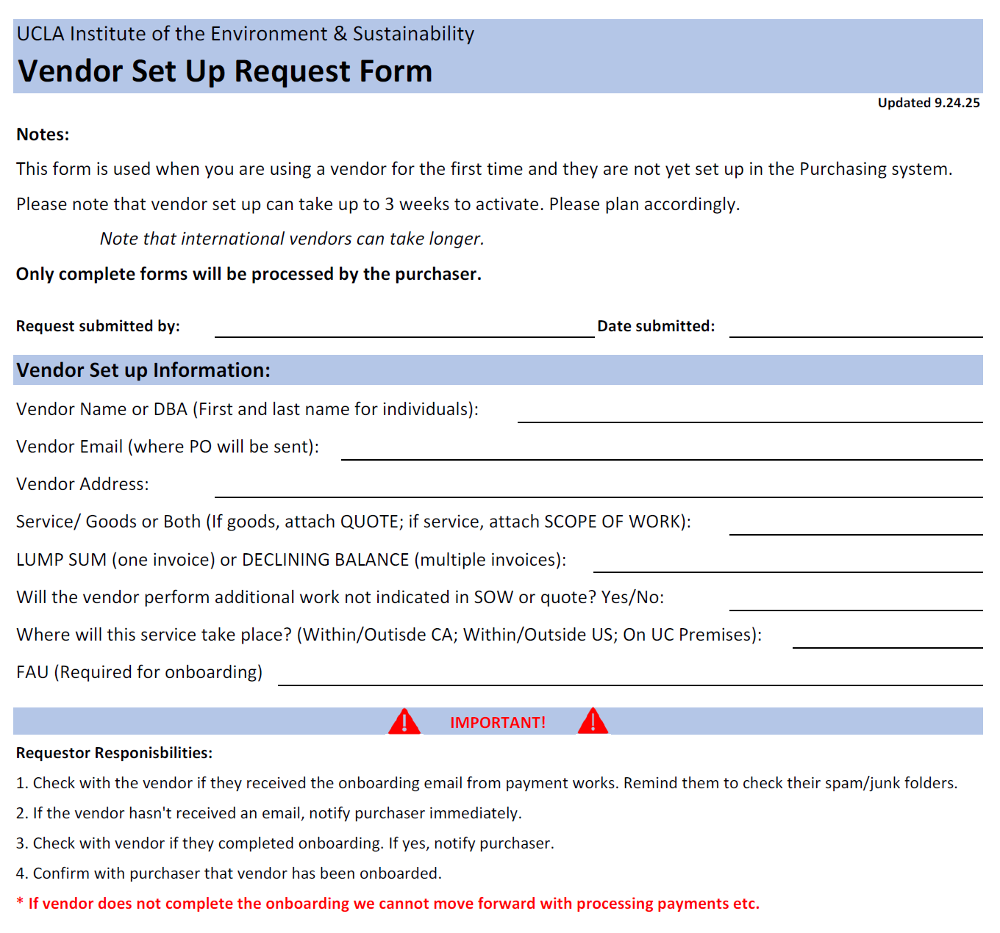 UCLA Institute of the Environment & Sustainability
Vendor Set Up Request Form
Updated 9.24.25
Notes:
This form is used when you are using a vendor for the first time and they are not yet set up in the Purchasing system.
Please note that vendor set up can take up to 3 weeks to activate. Please plan accordingly.
Note that international vendors can take longer.
Only complete forms will be processed by the purchaser.
Request submitted by: Date submitted:
Vendor Set up Information:
Vendor Name or DBA (First and last name for individuals):
Vendor Email (where PO will be sent):
Vendor Address:
Service/ Goods or Both (If goods, attach QUOTE; if service, attach SCOPE OF WORK):
LUMP SUM (one invoice) or DECLINING BALANCE (multiple invoices):
Will the vendor perform additional work not indicated in SOW or quote? Yes/No:
Where will this service take place? (Within/Outisde CA; Within/Outside US; On UC Premises):
FAU (Required for onboarding)
IMPORTANT!
Requestor Responisbilities:
1. Check with the vendor if they received the onboarding email from payment works. Remind them to check their spam/junk folders.
2. If the vendor hasn't received an email, notify purchaser immediately.
3. Check with vendor if they completed onboarding. If yes, notify purchaser.
4. Confirm with purchaser that vendor has been onboarded.
* If vendor does not complete the onboarding we cannot move forward with processing payments etc.